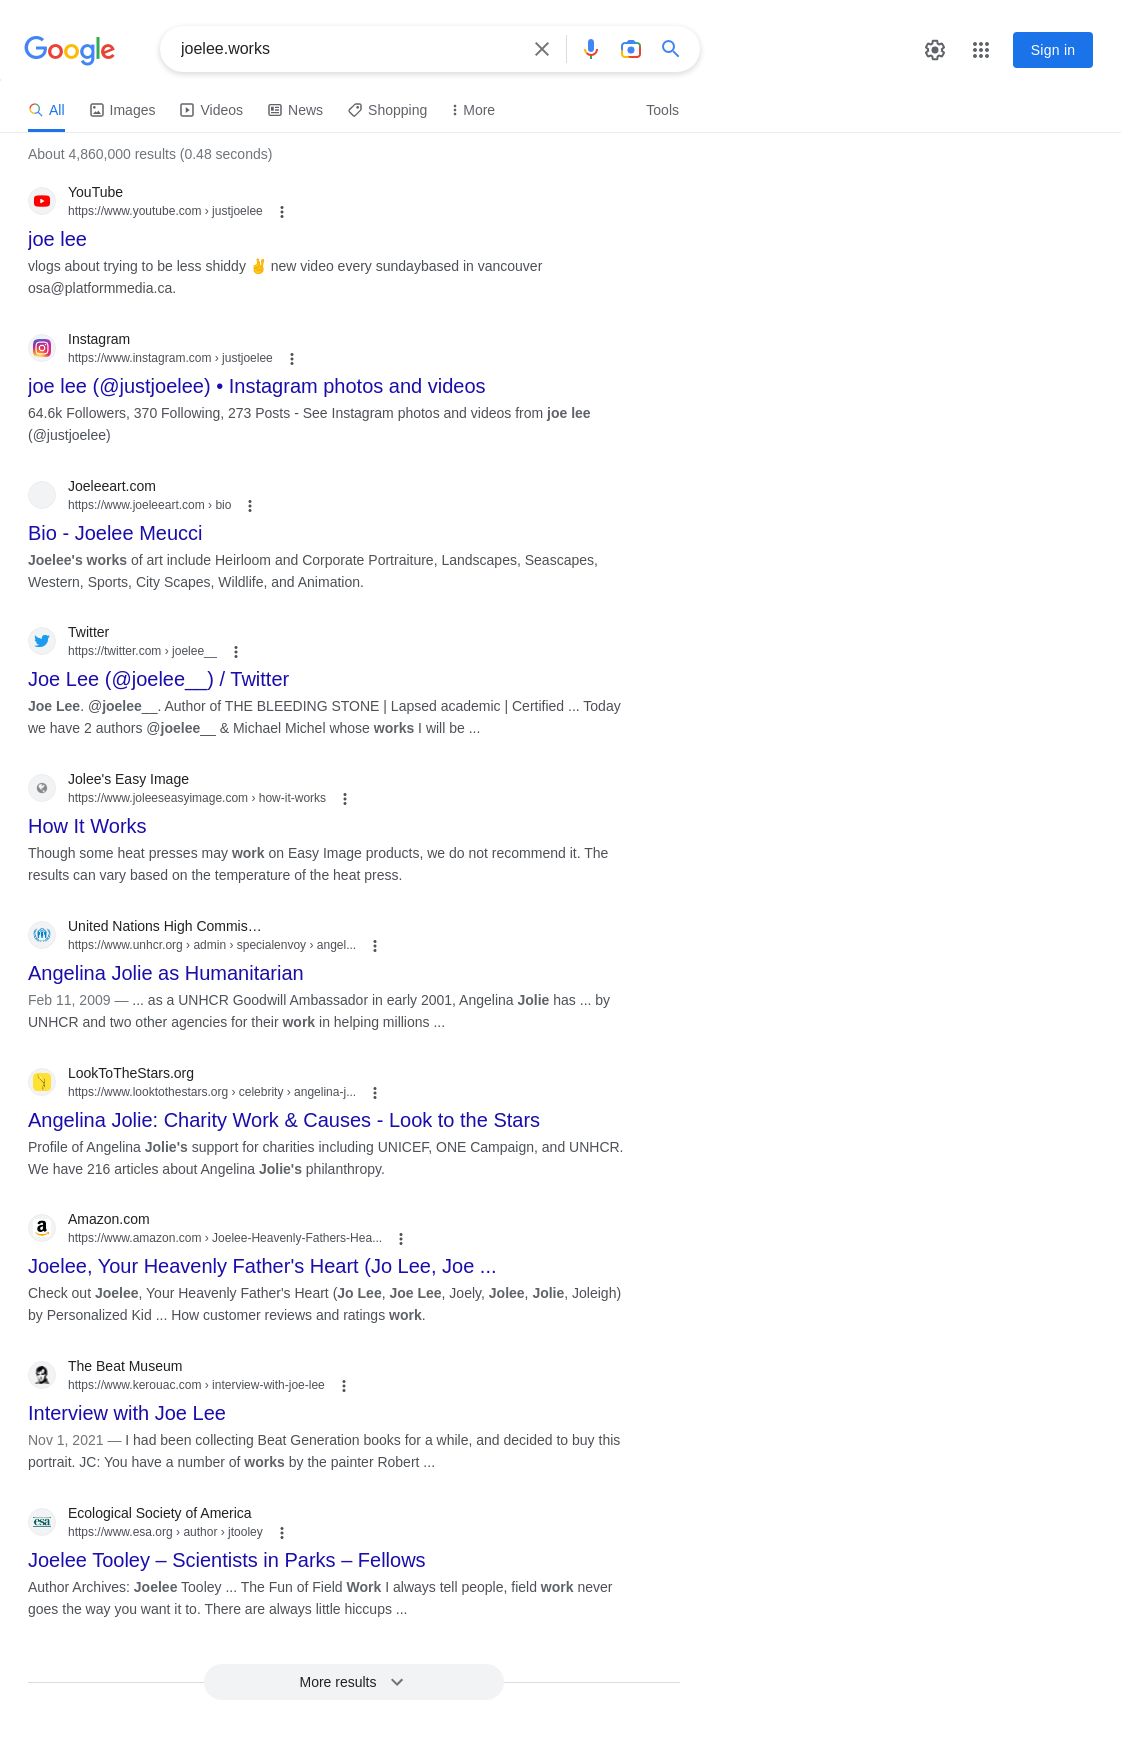 Google
joelee.works
Sign in
All
Images
Videos
News
Shopping
More
Tools
About 4,860,000 results (0.48 seconds)
YouTube
https://www.youtube.com › justjoelee
joe lee
vlogs about trying to be less shiddy ✌️ new video every sundaybased in vancouver
osa@platformmedia.ca.
Instagram
https://www.instagram.com › justjoelee
joe lee (@justjoelee) • Instagram photos and videos
64.6k Followers, 370 Following, 273 Posts - See Instagram photos and videos from joe lee
(@justjoelee)
Joeleeart.com
https://www.joeleeart.com › bio
Bio - Joelee Meucci
Joelee's works of art include Heirloom and Corporate Portraiture, Landscapes, Seascapes,
Western, Sports, City Scapes, Wildlife, and Animation.
Twitter
https://twitter.com › joelee__
Joe Lee (@joelee__) / Twitter
Joe Lee. @joelee__. Author of THE BLEEDING STONE | Lapsed academic | Certified ... Today
we have 2 authors @joelee__ & Michael Michel whose works I will be ...
Jolee's Easy Image
https://www.joleeseasyimage.com › how-it-works
How It Works
Though some heat presses may work on Easy Image products, we do not recommend it. The
results can vary based on the temperature of the heat press.
United Nations High Commis…
https://www.unhcr.org › admin › specialenvoy › angel...
Angelina Jolie as Humanitarian
Feb 11, 2009 — ... as a UNHCR Goodwill Ambassador in early 2001, Angelina Jolie has ... by
UNHCR and two other agencies for their work in helping millions ...
LookToTheStars.org
https://www.looktothestars.org › celebrity › angelina-j...
Angelina Jolie: Charity Work & Causes - Look to the Stars
Profile of Angelina Jolie's support for charities including UNICEF, ONE Campaign, and UNHCR.
We have 216 articles about Angelina Jolie's philanthropy.
Amazon.com
https://www.amazon.com › Joelee-Heavenly-Fathers-Hea...
Joelee, Your Heavenly Father's Heart (Jo Lee, Joe ...
Check out Joelee, Your Heavenly Father's Heart (Jo Lee, Joe Lee, Joely, Jolee, Jolie, Joleigh)
by Personalized Kid ... How customer reviews and ratings work.
The Beat Museum
https://www.kerouac.com › interview-with-joe-lee
Interview with Joe Lee
Nov 1, 2021 — I had been collecting Beat Generation books for a while, and decided to buy this
portrait. JC: You have a number of works by the painter Robert ...
esa
Ecological Society of America
https://www.esa.org › author › jtooley
Joelee Tooley – Scientists in Parks – Fellows
Author Archives: Joelee Tooley ... The Fun of Field Work I always tell people, field work never
goes the way you want it to. There are always little hiccups ...
More results